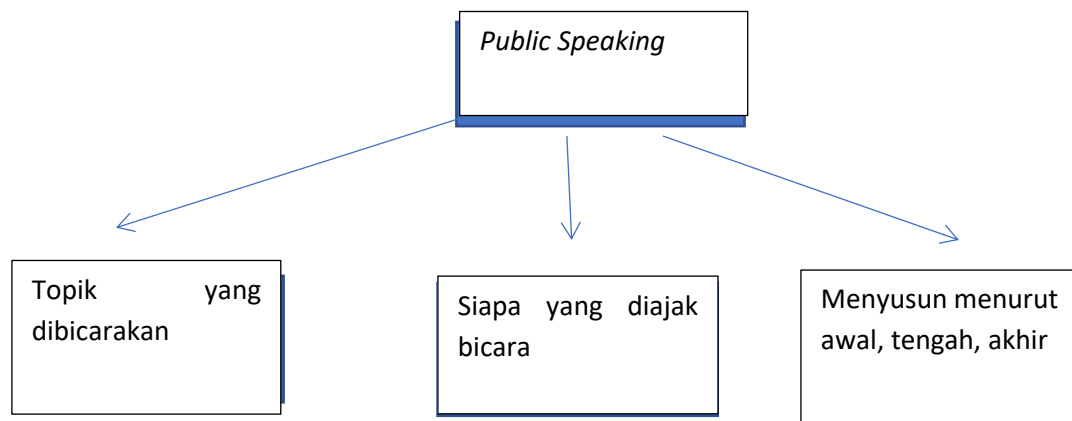 Public Speaking
Topik yang
dibicarakan
Siapa yang diajak
bicara
Menyusun menurut
awal, tengah, akhir